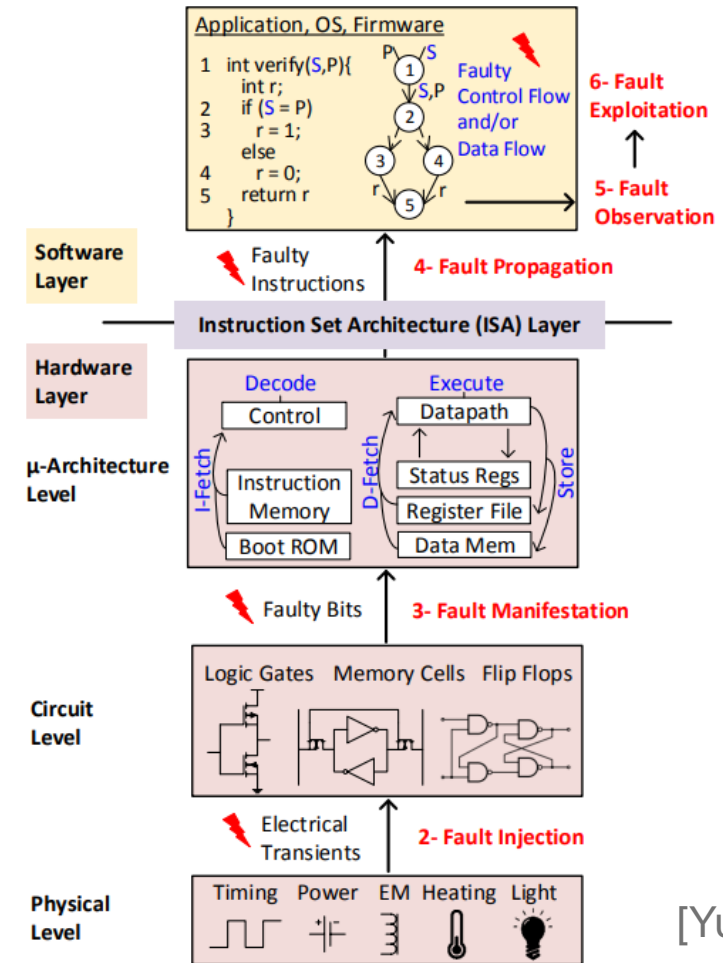 Application, OS, Firmware
1 int verify(S,P){
int r;
2 if (S = P)
3 r = 1;
else
4 r = 0;
5 return r
}
P S
1
S,P
2
3 4
r r
5
Faulty
Control Flow
and/or
Data Flow
6- Fault
Exploitation
5- Fault
Observation
Software
Layer
Faulty
Instructions
4- Fault Propagation
Instruction Set Architecture (ISA) Layer
Hardware
Layer
µ-Architecture
Level
Decode
Control
I-Fetch
Instruction
Memory
Boot ROM
Execute
Datapath
D-Fetch
Status Regs
Register File
Data Mem
Store
Faulty Bits
3- Fault Manifestation
Circuit
Level
Logic Gates Memory Cells Flip Flops
Electrical
Transients
2- Fault Injection
Physical
Level
Timing Power EM Heating Light
[Yu